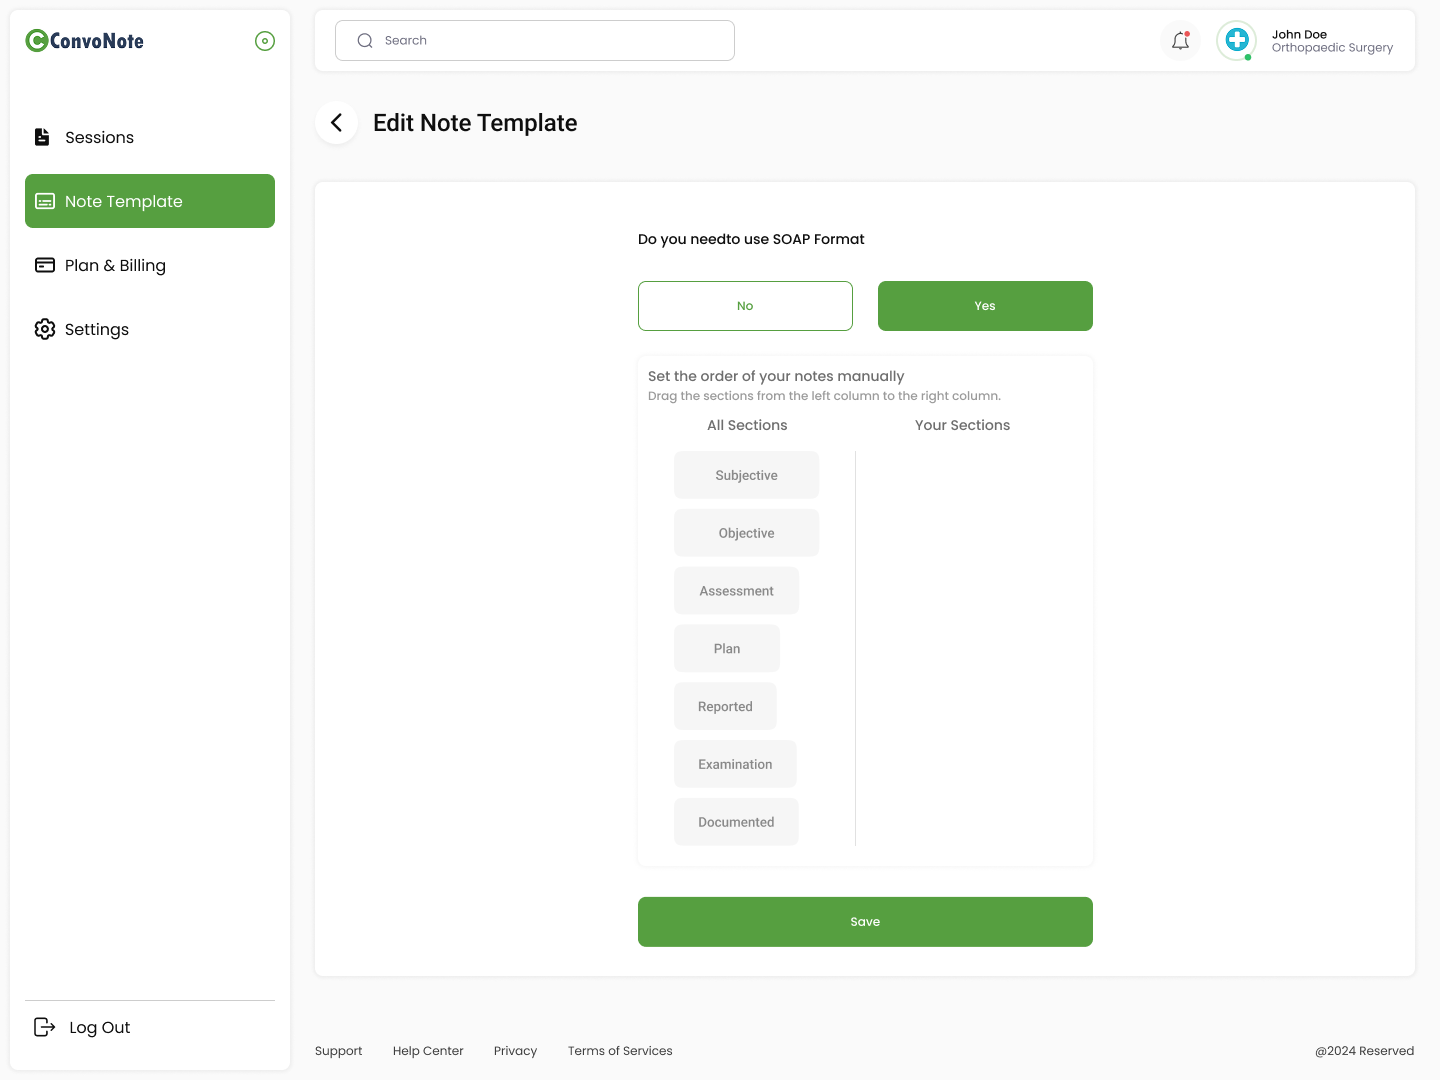 ConvoNote
Sessions
Note Template
Plan & Billing
Settings
Log Out
Search
John Doe
Orthopaedic Surgery
Edit Note Template
Do you needto use SOAP Format
No
Yes
Set the order of your notes manually
Drag the sections from the left column to the right column.
All Sections
Your Sections
Subjective
Objective
Assessment
Plan
Reported
Examination
Documented
Save
Support
Help Center
Privacy
Terms of Services
@2024 Reserved